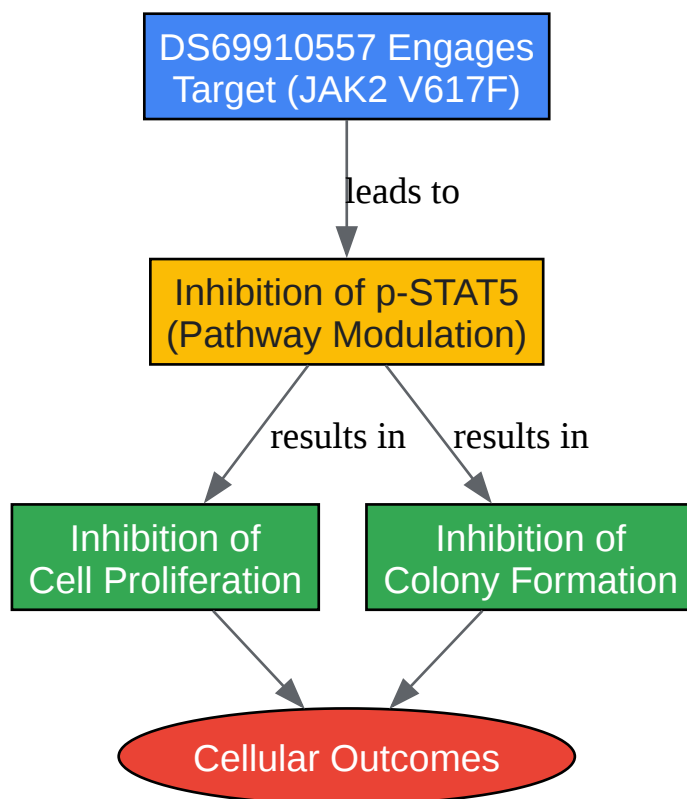 DS69910557 Engages
Target (JAK2 V617F)
leads to
Inhibition of p-STAT5
(Pathway Modulation)
results in
results in
Inhibition of
Cell Proliferation
Inhibition of
Colony Formation
Cellular Outcomes